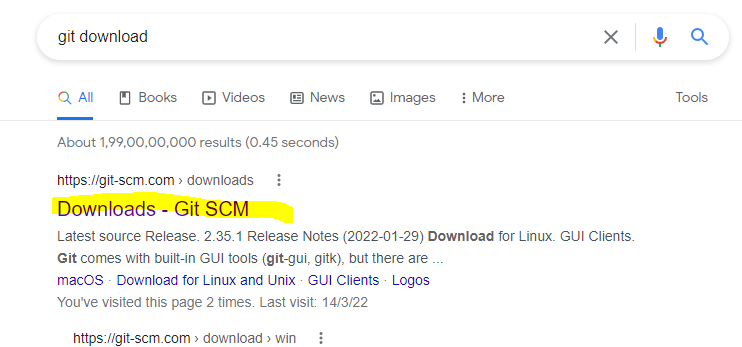 git download
All Books Videos News Images More Tools
About 1,99,00,00,000 results (0.45 seconds)
https://git-scm.com › downloads
Downloads - Git SCM
Latest source Release. 2.35.1 Release Notes (2022-01-29) Download for Linux. GUI Clients.
Git comes with built-in GUI tools (git-gui, gitk), but there are ...
macOS · Download for Linux and Unix · GUI Clients · Logos
You've visited this page 2 times. Last visit: 14/3/22
https://git-scm.com › download › win